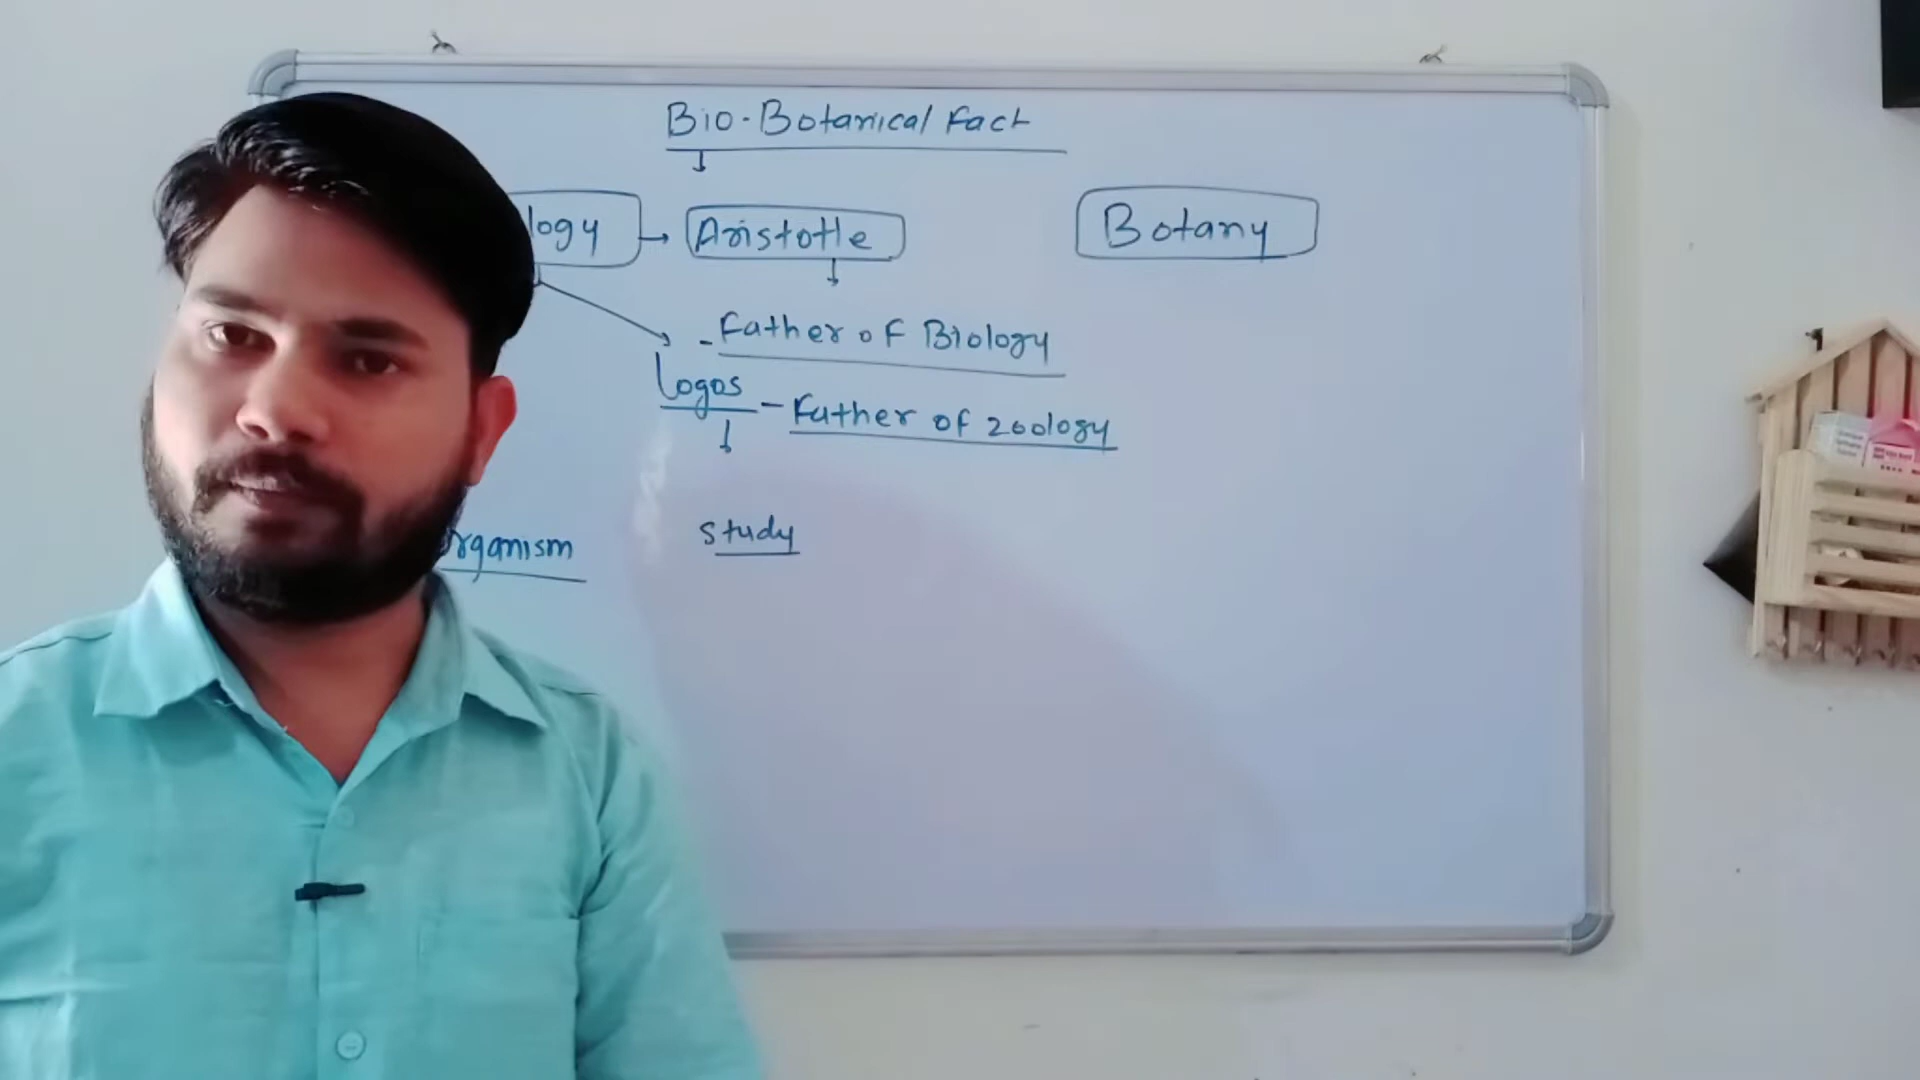 Bio-Botanical Fact
logy → Aristotle
Botany
- Father of Biology
Logos - Father of zoology
rganism
study